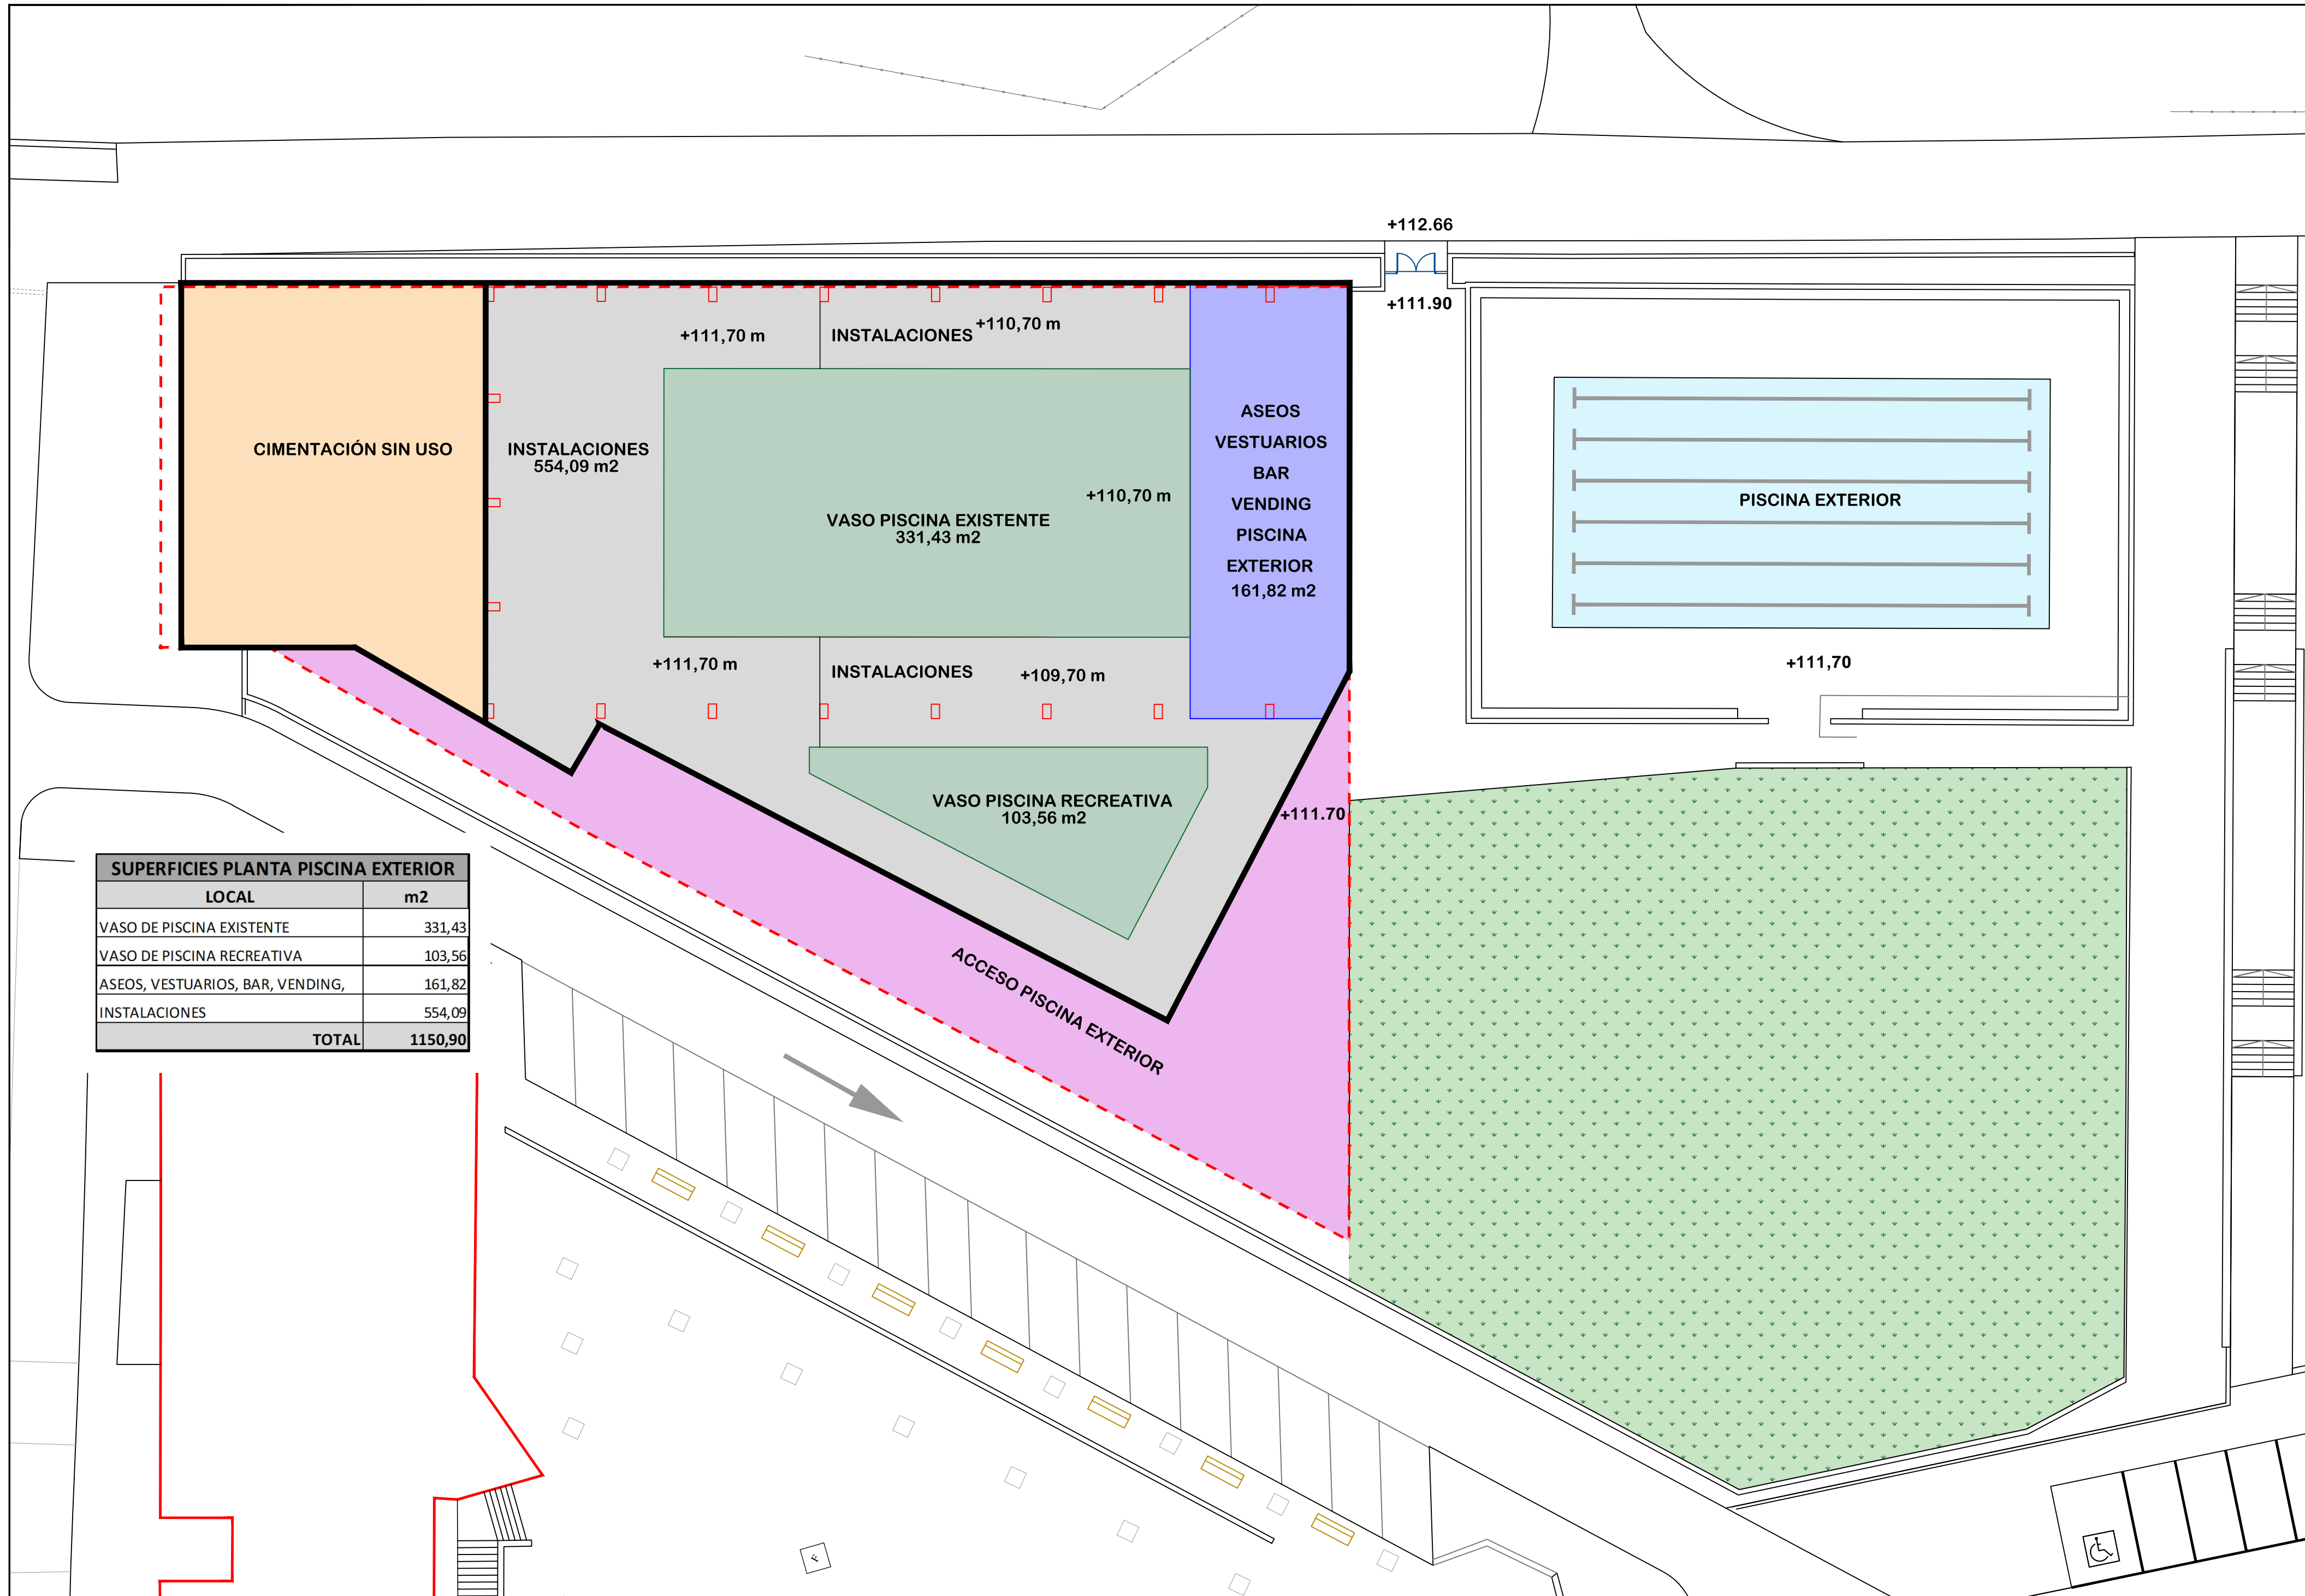 +112.66
+111.90
+111,70 m
INSTALACIONES
+110,70 m
CIMENTACIÓN SIN USO
INSTALACIONES
554,09 m2
VASO PISCINA EXISTENTE
331,43 m2
+110,70 m
ASEOS
VESTUARIOS
BAR
VENDING
PISCINA
EXTERIOR
161,82 m2
PISCINA EXTERIOR
+111,70
+111,70 m
INSTALACIONES
+109,70 m
VASO PISCINA RECREATIVA
103,56 m2
+111.70
ACCESO PISCINA EXTERIOR
SUPERFICIES PLANTA PISCINA EXTERIOR
LOCAL m2
VASO DE PISCINA EXISTENTE 331,43
VASO DE PISCINA RECREATIVA 103,56
ASEOS, VESTUARIOS, BAR, VENDING, 161,82
INSTALACIONES 554,09
TOTAL 1150,90
F